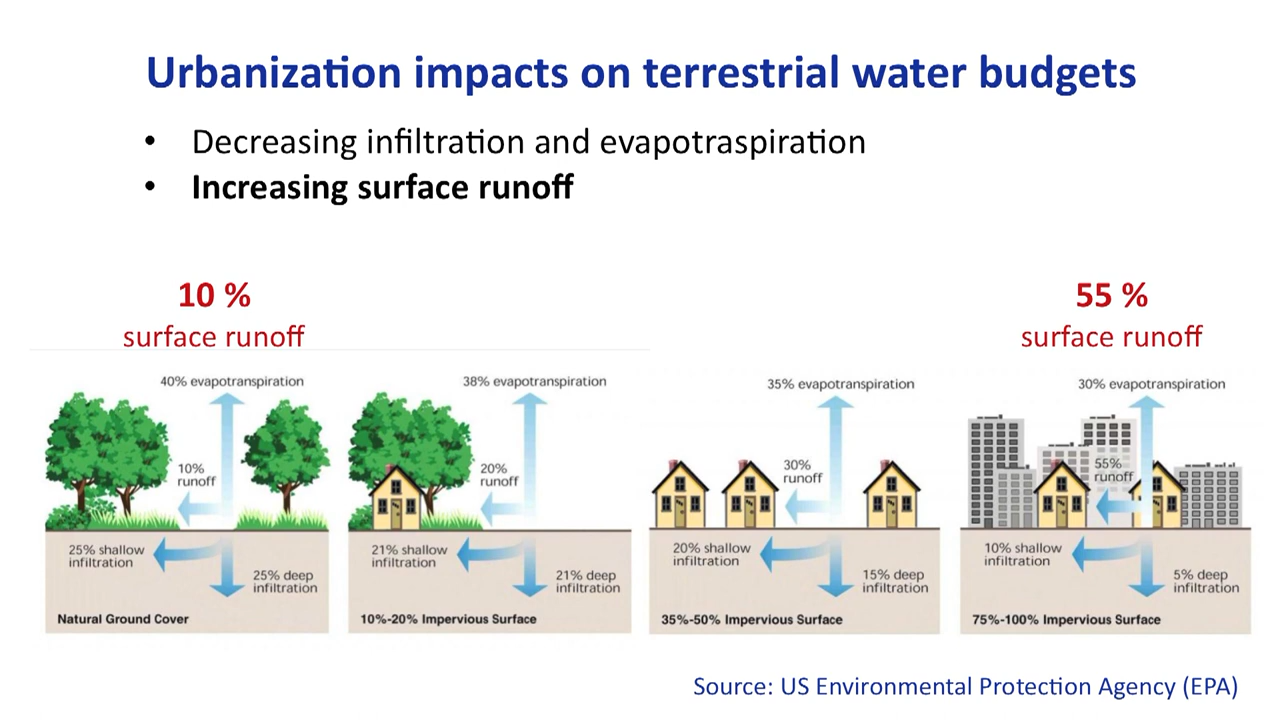 Urbanization impacts on terrestrial water budgets
• Decreasing infiltration and evapotraspiration
• Increasing surface runoff
10 %
surface runoff
55 %
surface runoff
40% evapotranspiration
10%
runoff
25% shallow
infiltration
25% deep
infiltration
Natural Ground Cover
38% evapotranspiration
20%
runoff
21% shallow
infiltration
21% deep
infiltration
10%-20% Impervious Surface
35% evapotranspiration
30%
runoff
20% shallow
infiltration
15% deep
infiltration
35%-50% Impervious Surface
30% evapotranspiration
55%
runoff
10% shallow
infiltration
5% deep
infiltration
75%-100% Impervious Surface
Source: US Environmental Protection Agency (EPA)